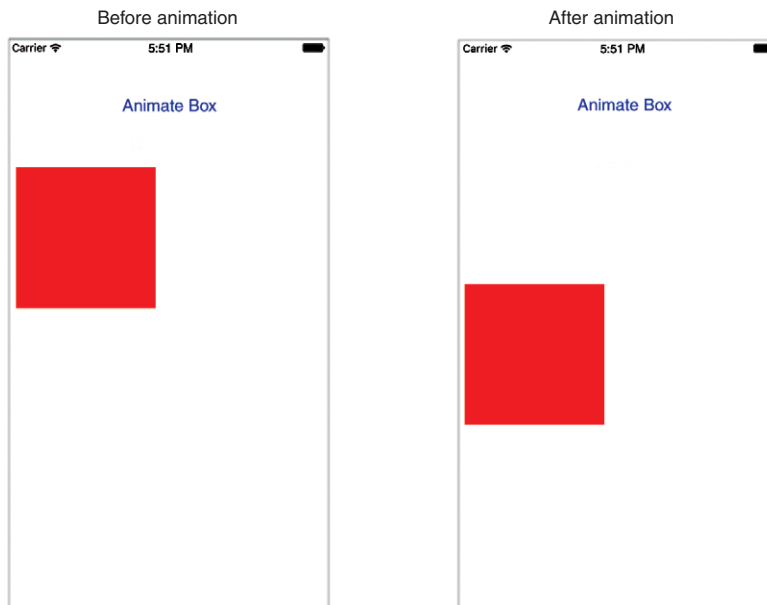 Before animation
Carrier 5:51 PM
Animate Box
After animation
Carrier 5:51 PM
Animate Box